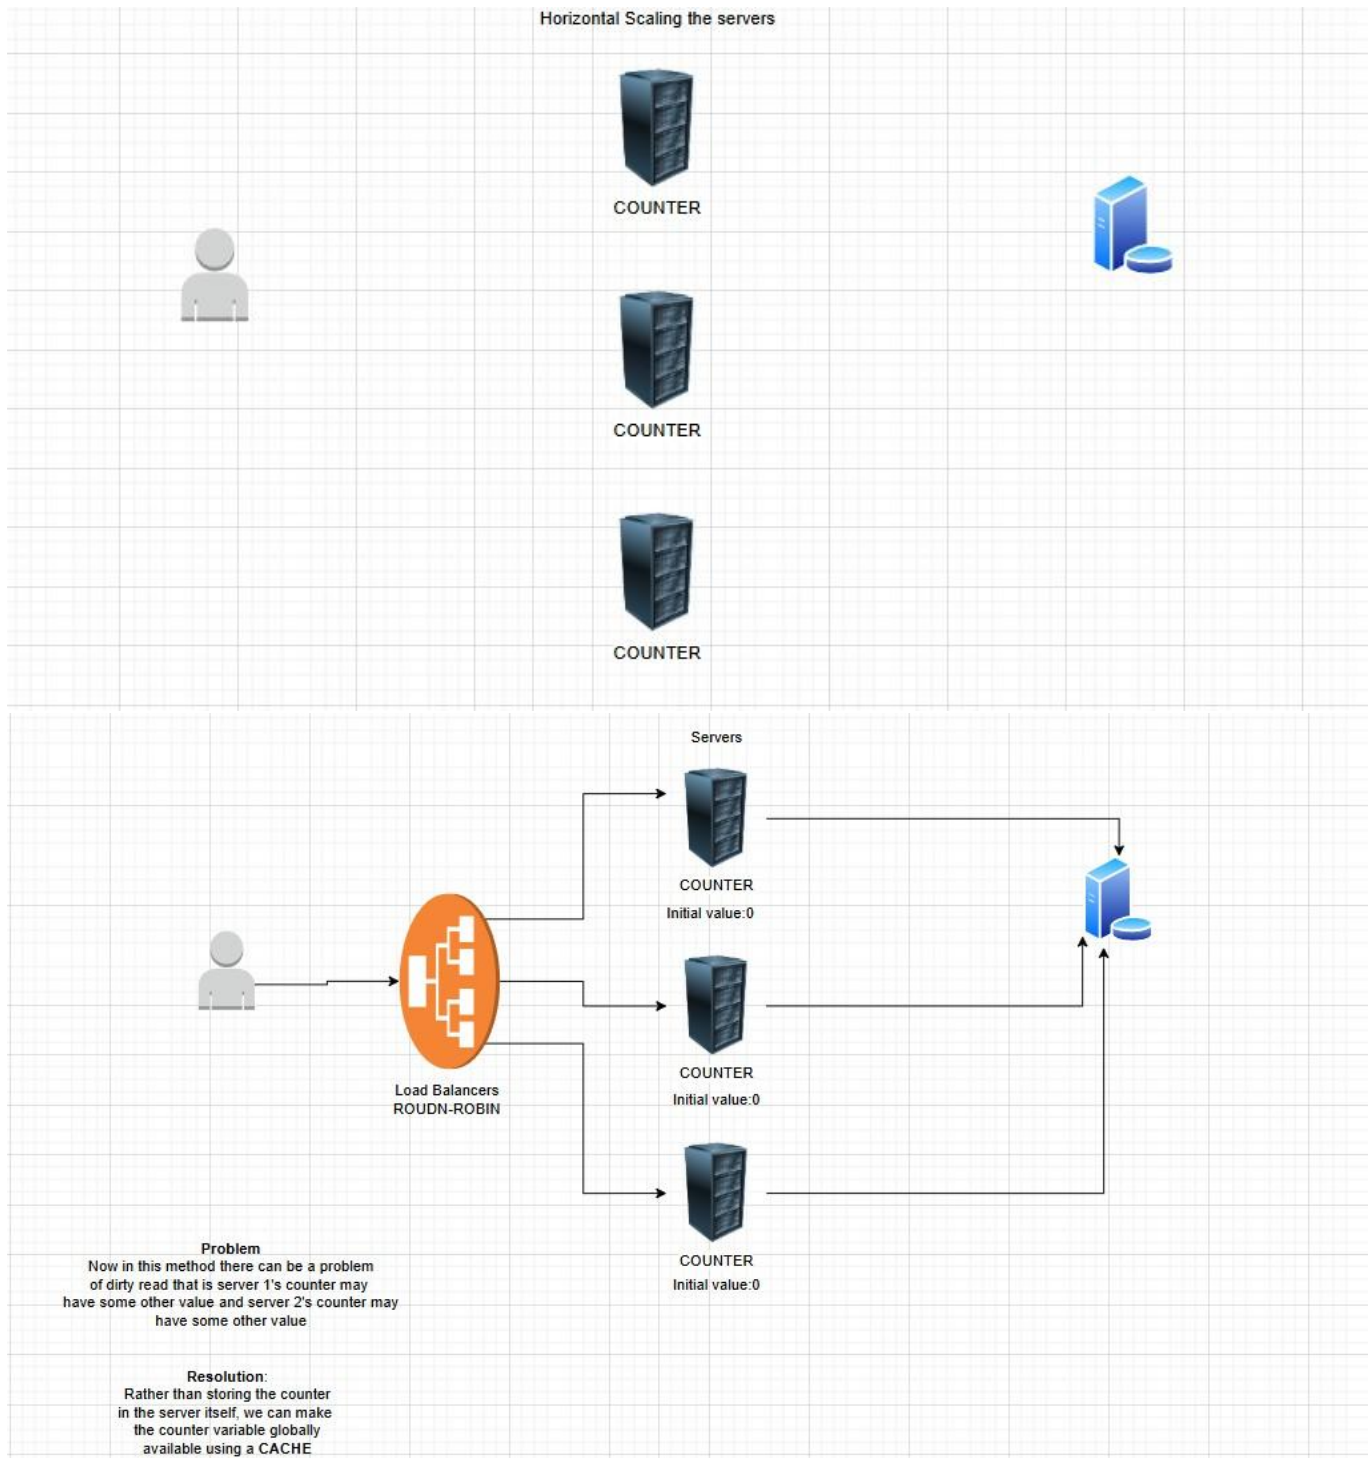 Horizontal Scaling the servers
COUNTER
COUNTER
COUNTER
Servers
COUNTER
Initial value:0
Load Balancers
ROUDN-ROBIN
COUNTER
Initial value:0
COUNTER
Initial value:0
Problem
Now in this method there can be a problem
of dirty read that is server 1's counter may
have some other value and server 2's counter may
have some other value
Resolution:
Rather than storing the counter
in the server itself, we can make
the counter variable globally
available using a CACHE